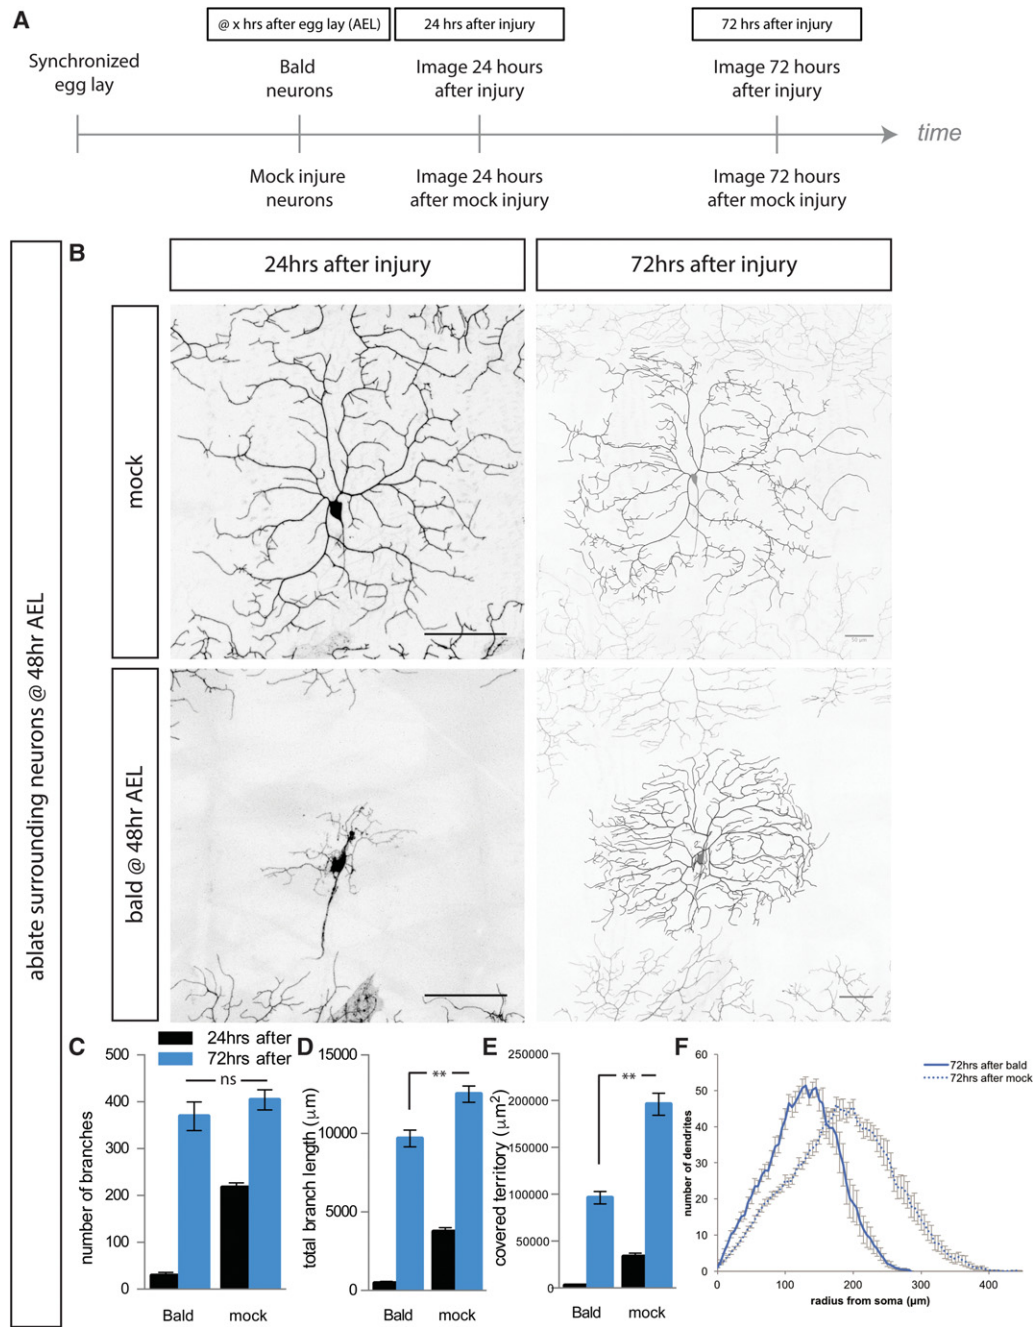 A
@ x hrs after egg lay (AEL)
24 hrs after injury
72 hrs after injury
Synchronized
egg lay
Bald
neurons
Image 24 hours
after injury
Image 72 hours
after injury
time
Mock injure
neurons
Image 24 hours
after mock injury
Image 72 hours
after mock injury
ablate surrounding neurons @ 48hr AEL
B
24hrs after injury
72hrs after injury
mock
bald @ 48hr AEL
C
24hrs after
72hrs after
number of branches
500
400
300
200
100
0
ns
Bald
mock
D
total branch length (μm)
15000
10000
5000
0
**
Bald
mock
E
covered territory (μm²)
250000
200000
150000
100000
50000
0
**
Bald
mock
F
72hrs after bald
72hrs after mock
number of dendrites
60
50
40
30
20
10
0
0
100
200
300
400
radius from soma (μm)